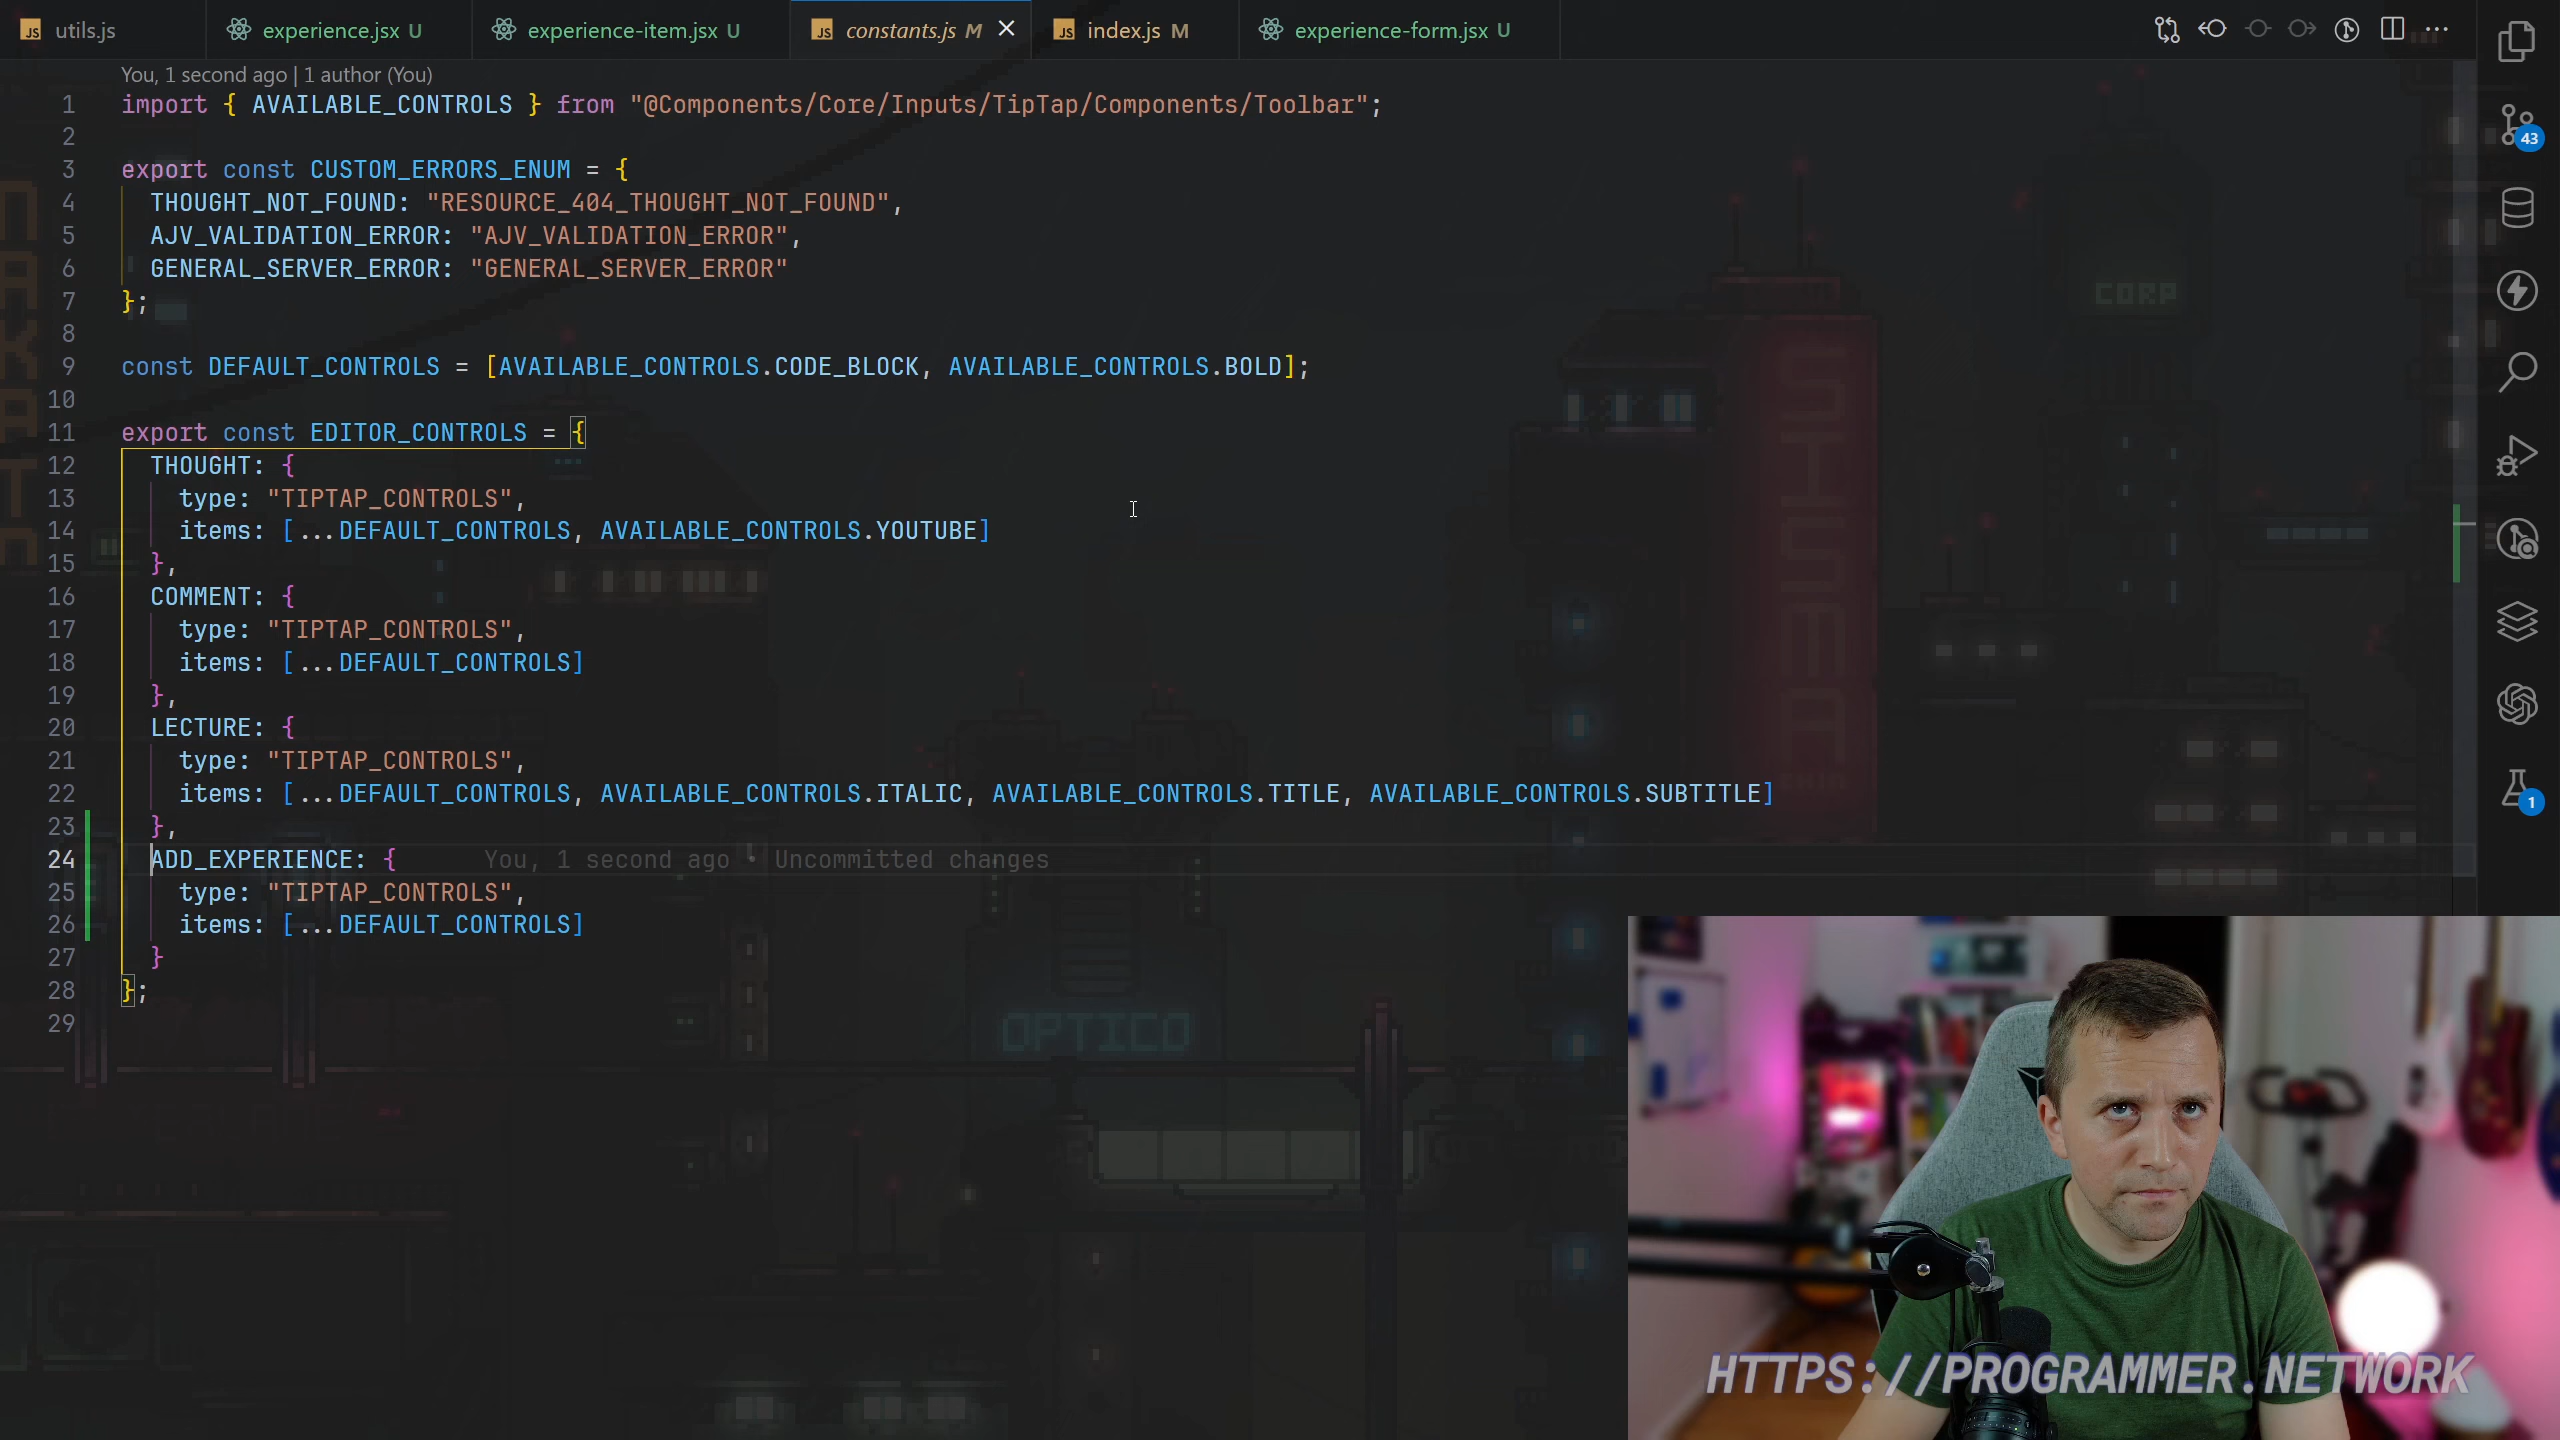 utils.js
experience.jsx U
experience-item.jsx U
constants.js M
index.js M
experience-form.jsx U
You, 1 second ago | 1 author (You)
1 import { AVAILABLE_CONTROLS } from "@Components/Core/Inputs/TipTap/Components/Toolbar";
2
3 export const CUSTOM_ERRORS_ENUM = {
4 THOUGHT_NOT_FOUND: "RESOURCE_404_THOUGHT_NOT_FOUND",
5 AJV_VALIDATION_ERROR: "AJV_VALIDATION_ERROR",
6 GENERAL_SERVER_ERROR: "GENERAL_SERVER_ERROR"
7 };
8
9 const DEFAULT_CONTROLS = [AVAILABLE_CONTROLS.CODE_BLOCK, AVAILABLE_CONTROLS.BOLD];
10
11 export const EDITOR_CONTROLS = {
12 THOUGHT: {
13 type: "TIPTAP_CONTROLS",
14 items: [...DEFAULT_CONTROLS, AVAILABLE_CONTROLS.YOUTUBE]
15 },
16 COMMENT: {
17 type: "TIPTAP_CONTROLS",
18 items: [...DEFAULT_CONTROLS]
19 },
20 LECTURE: {
21 type: "TIPTAP_CONTROLS",
22 items: [...DEFAULT_CONTROLS, AVAILABLE_CONTROLS.ITALIC, AVAILABLE_CONTROLS.TITLE, AVAILABLE_CONTROLS.SUBTITLE]
23 },
24 ADD_EXPERIENCE: { You, 1 second ago • Uncommitted changes
25 type: "TIPTAP_CONTROLS",
26 items: [...DEFAULT_CONTROLS]
27 }
28 };
29
43
1
CORP
OPTICO
HTTPS://PROGRAMMER.NETWORK